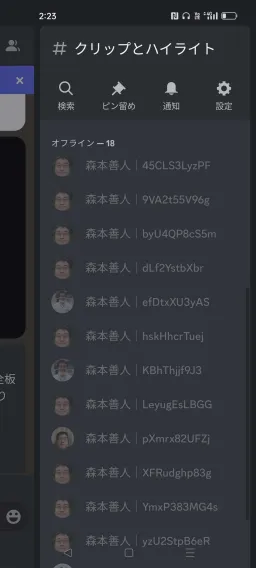 2:23
# クリップとハイライト
検索 ピン留め 通知 設定
オフライン — 18
森本善人｜45CLS3LyzPF
森本善人｜9VA2t55V96g
森本善人｜byU4QP8cS5m
森本善人｜dLf2YstbXbr
森本善人｜efDtxXU3yAS
森本善人｜hskHhcrTuej
森本善人｜KBhThjjf9J3
全板
り
森本善人｜LeyugEsLBGG
森本善人｜pXmrx82UFZj
森本善人｜XFRudghp83g
森本善人｜YmxP383MG4s
森本善人｜yzU2StpB6eR